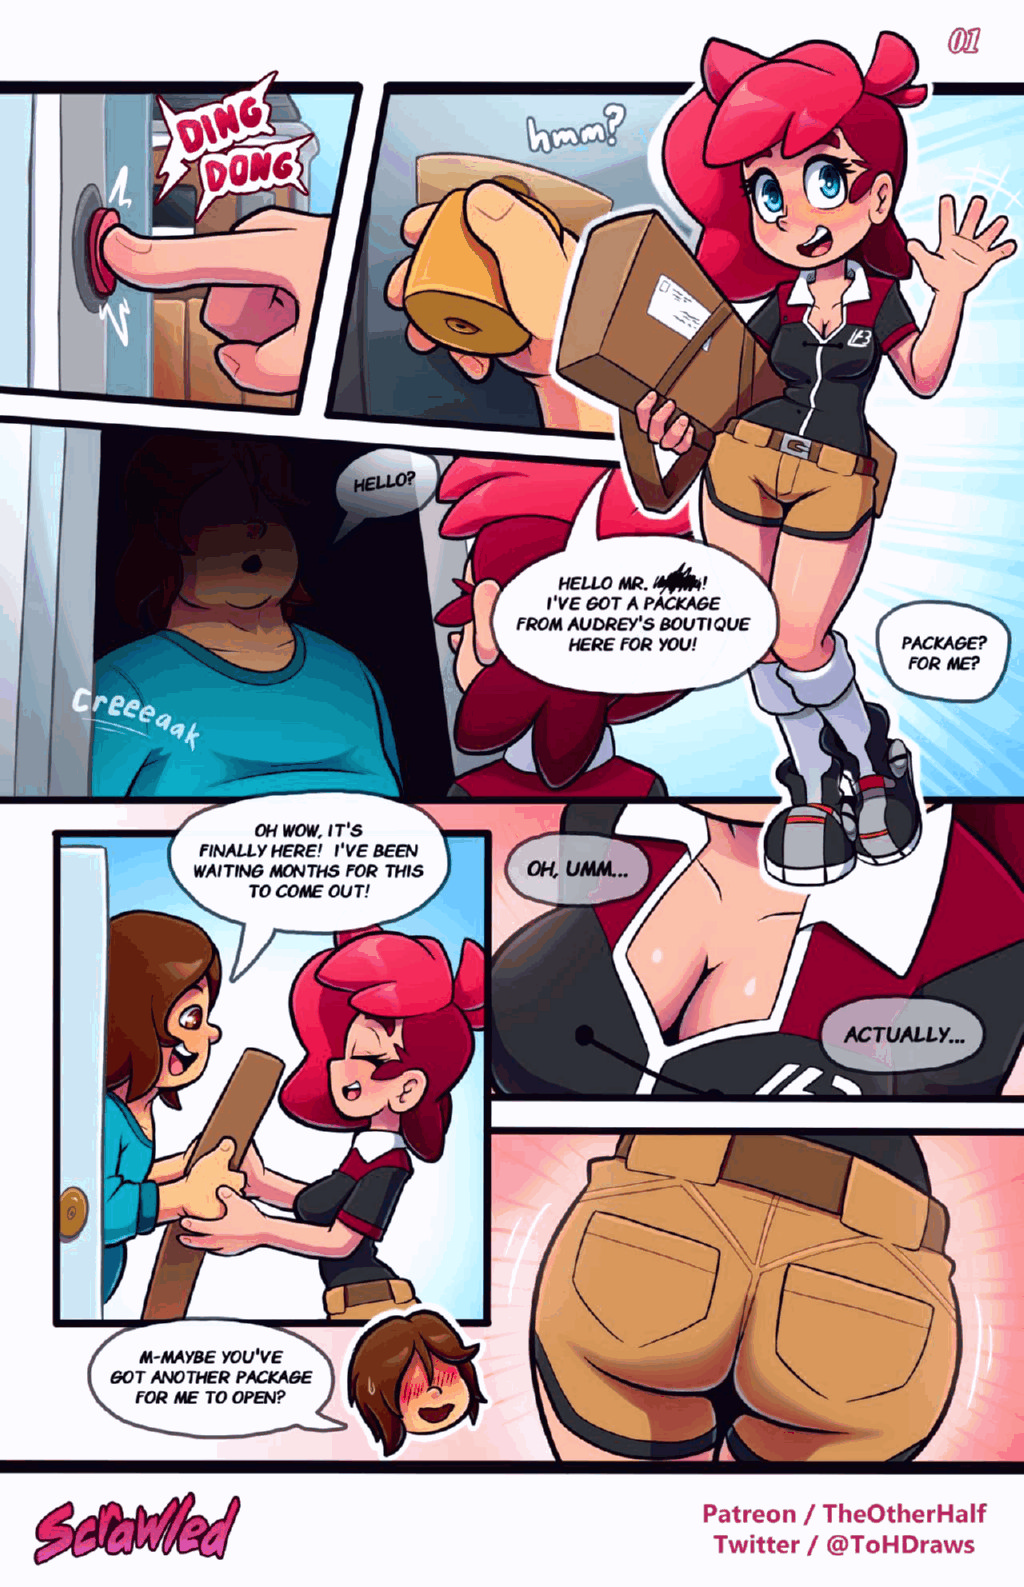 01
DING
DONG
hmm?
HELLO?
HELLO MR.
I'VE GOT A PACKAGE
FROM AUDREY'S BOUTIQUE
HERE FOR YOU!
PACKAGE?
FOR ME?
Creeeaak
OH WOW, IT'S
FINALLY HERE! I'VE BEEN
WAITING MONTHS FOR THIS
TO COME OUT!
OH, UMM...
ACTUALLY...
M-MAYBE YOU'VE
GOT ANOTHER PACKAGE
FOR ME TO OPEN?
Scrawled
Patreon / TheOtherHalf
Twitter / @ToHDraws